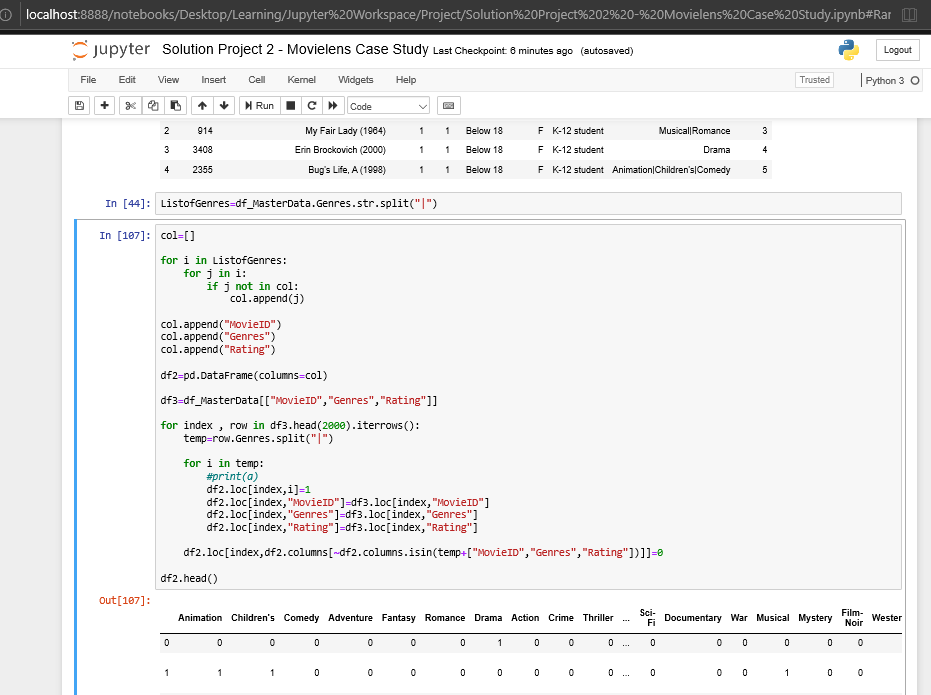 localhost:8888/notebooks/Desktop/Learning/Jupyter%20Workspace/Project/Solution%20Project%202%20-%20Movielens%20Case%20Study.ipynb#Rar
jupyter Solution Project 2 - Movielens Case Study Last Checkpoint: 6 minutes ago (autosaved)
Logout
File Edit View Insert Cell Kernel Widgets Help
Trusted Python 3
Run Code
2 914 My Fair Lady (1964) 1 1 Below 18 F K-12 student Musical|Romance 3
3 3408 Erin Brockovich (2000) 1 1 Below 18 F K-12 student Drama 4
4 2355 Bug's Life, A (1998) 1 1 Below 18 F K-12 student Animation|Children's|Comedy 5
In [44]: ListofGenres=df_MasterData.Genres.str.split("|")
In [107]: col=[]
for i in ListofGenres:
for j in i:
if j not in col:
col.append(j)
col.append("MovieID")
col.append("Genres")
col.append("Rating")
df2=pd.DataFrame(columns=col)
df3=df_MasterData[["MovieID","Genres","Rating"]]
for index , row in df3.head(2000).iterrows():
temp=row.Genres.split("|")
for i in temp:
#print(a)
df2.loc[index,i]=1
df2.loc[index,"MovieID"]=df3.loc[index,"MovieID"]
df2.loc[index,"Genres"]=df3.loc[index,"Genres"]
df2.loc[index,"Rating"]=df3.loc[index,"Rating"]
df2.loc[index,df2.columns[~df2.columns.isin(temp+["MovieID","Genres","Rating"])]]=0
df2.head()
Out[107]:
Animation Children's Comedy Adventure Fantasy Romance Drama Action Crime Thriller ... Sci-Fi Documentary War Musical Mystery Film-Noir Wester
0 0 0 0 0 0 0 1 0 0 0 ... 0 0 0 0 0 0
1 1 1 0 0 0 0 0 0 0 0 ... 0 0 0 1 0 0